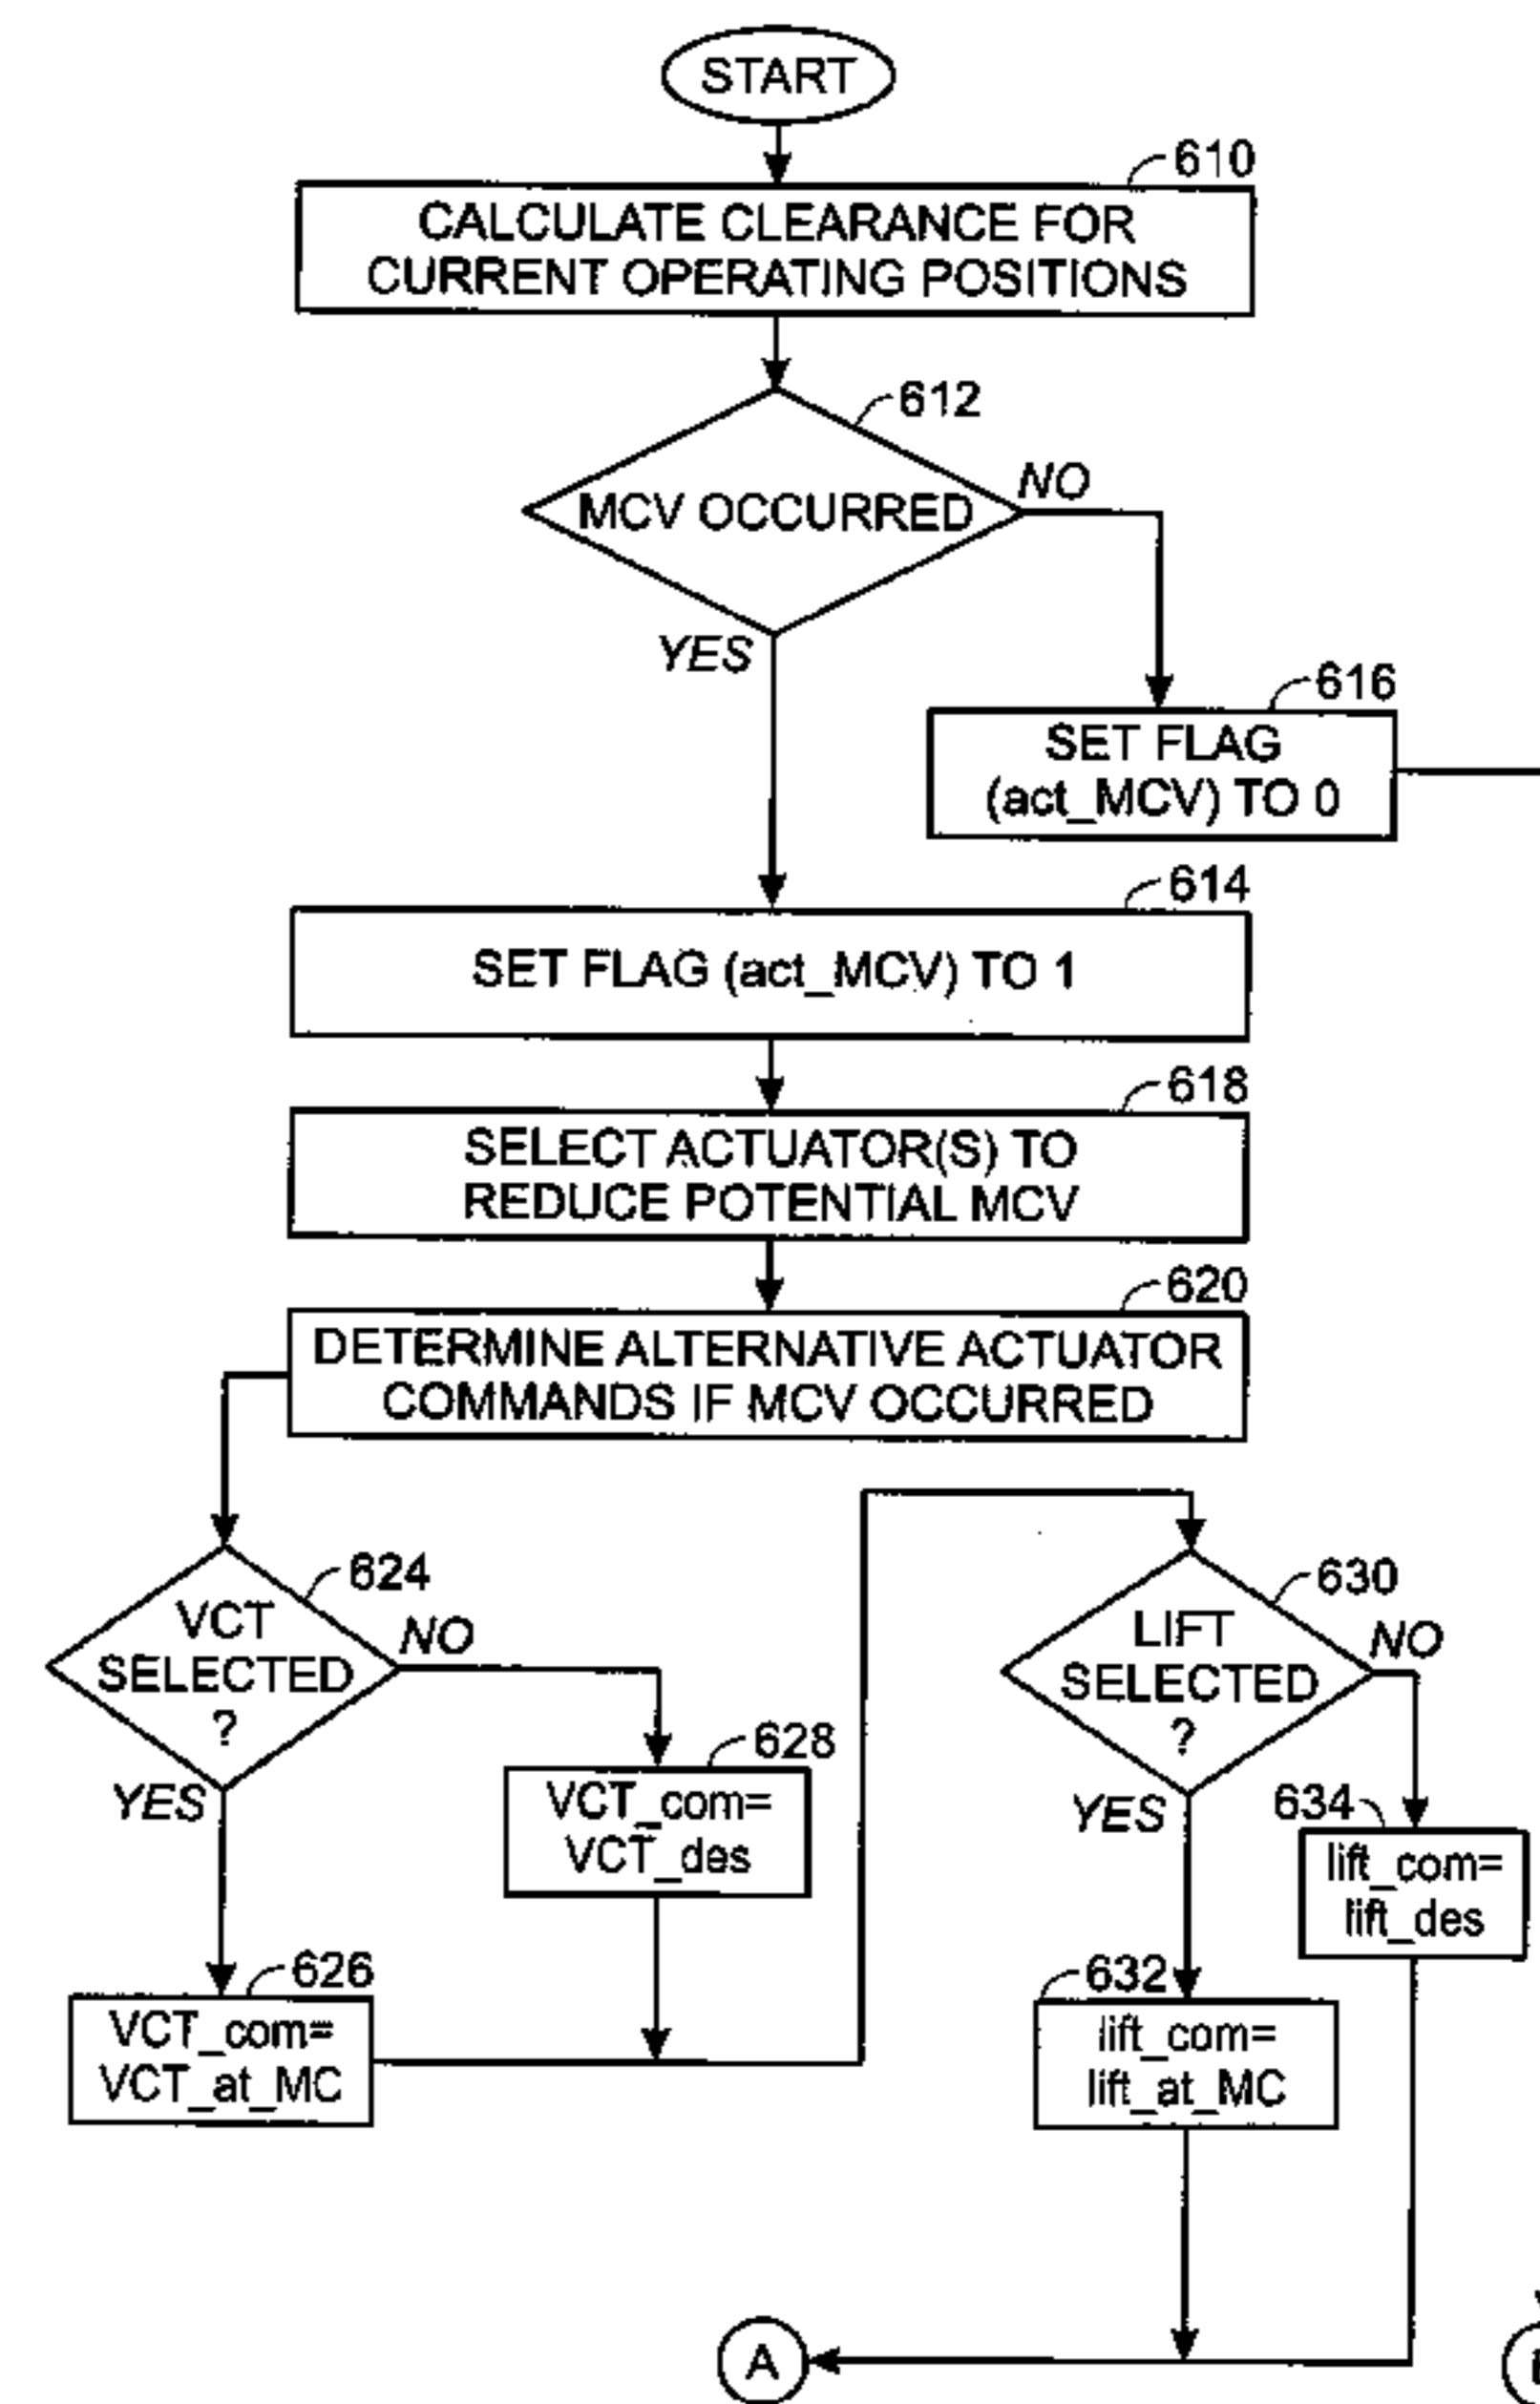 START
610
CALCULATE CLEARANCE FOR
CURRENT OPERATING POSITIONS
612
MCV OCCURRED
NO
YES
616
SET FLAG
(act_MCV) TO 0
614
SET FLAG (act_MCV) TO 1
618
SELECT ACTUATOR(S) TO
REDUCE POTENTIAL MCV
620
DETERMINE ALTERNATIVE ACTUATOR
COMMANDS IF MCV OCCURRED
624
VCT
SELECTED
?
NO
YES
628
VCT_com=
VCT_des
626
VCT_com=
VCT_at_MC
630
LIFT
SELECTED
?
NO
YES
634
lift_com=
lift_des
632
lift_com=
lift_at_MC
A